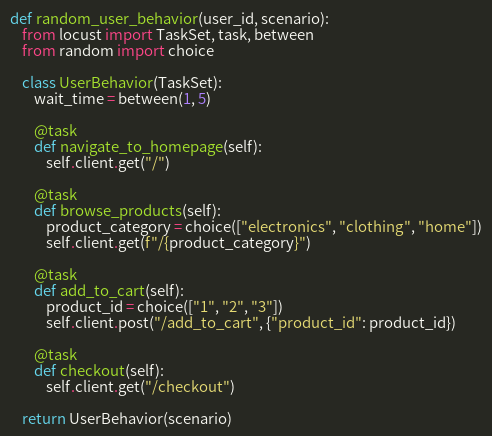 def random_user_behavior(user_id, scenario):
    from locust import TaskSet, task, between
    from random import choice

    class UserBehavior(TaskSet):
        wait_time = between(1, 5)

        @task
        def navigate_to_homepage(self):
            self.client.get("/")

        @task
        def browse_products(self):
            product_category = choice(["electronics", "clothing", "home"])
            self.client.get(f"/{product_category}")

        @task
        def add_to_cart(self):
            product_id = choice(["1", "2", "3"])
            self.client.post("/add_to_cart", {"product_id": product_id})

        @task
        def checkout(self):
            self.client.get("/checkout")

    return UserBehavior(scenario)